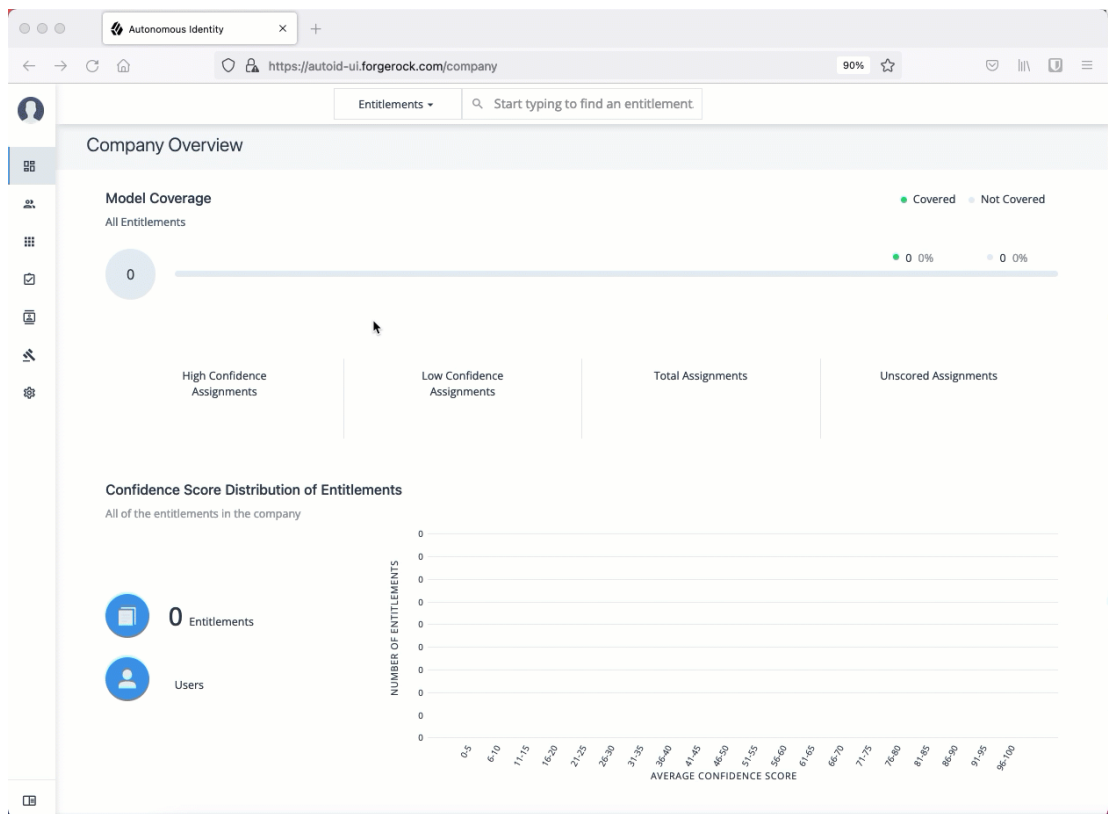 Autonomous Identity
https://autoid-ui.forgerock.com/company
90%
Entitlements
Start typing to find an entitlement
Company Overview
Model Coverage
Covered
Not Covered
All Entitlements
0 0%
0 0%
0
High Confidence
Assignments
Low Confidence
Assignments
Total Assignments
Unscored Assignments
Confidence Score Distribution of Entitlements
All of the entitlements in the company
0 Entitlements
Users
NUMBER OF ENTITLEMENTS
0
0
0
0
0
0
0
0
0
0
0-5
6-10
11-15
16-20
21-25
26-30
31-35
36-40
41-45
46-50
51-55
56-60
61-65
66-70
71-75
76-80
81-85
86-90
91-95
96-100
AVERAGE CONFIDENCE SCORE